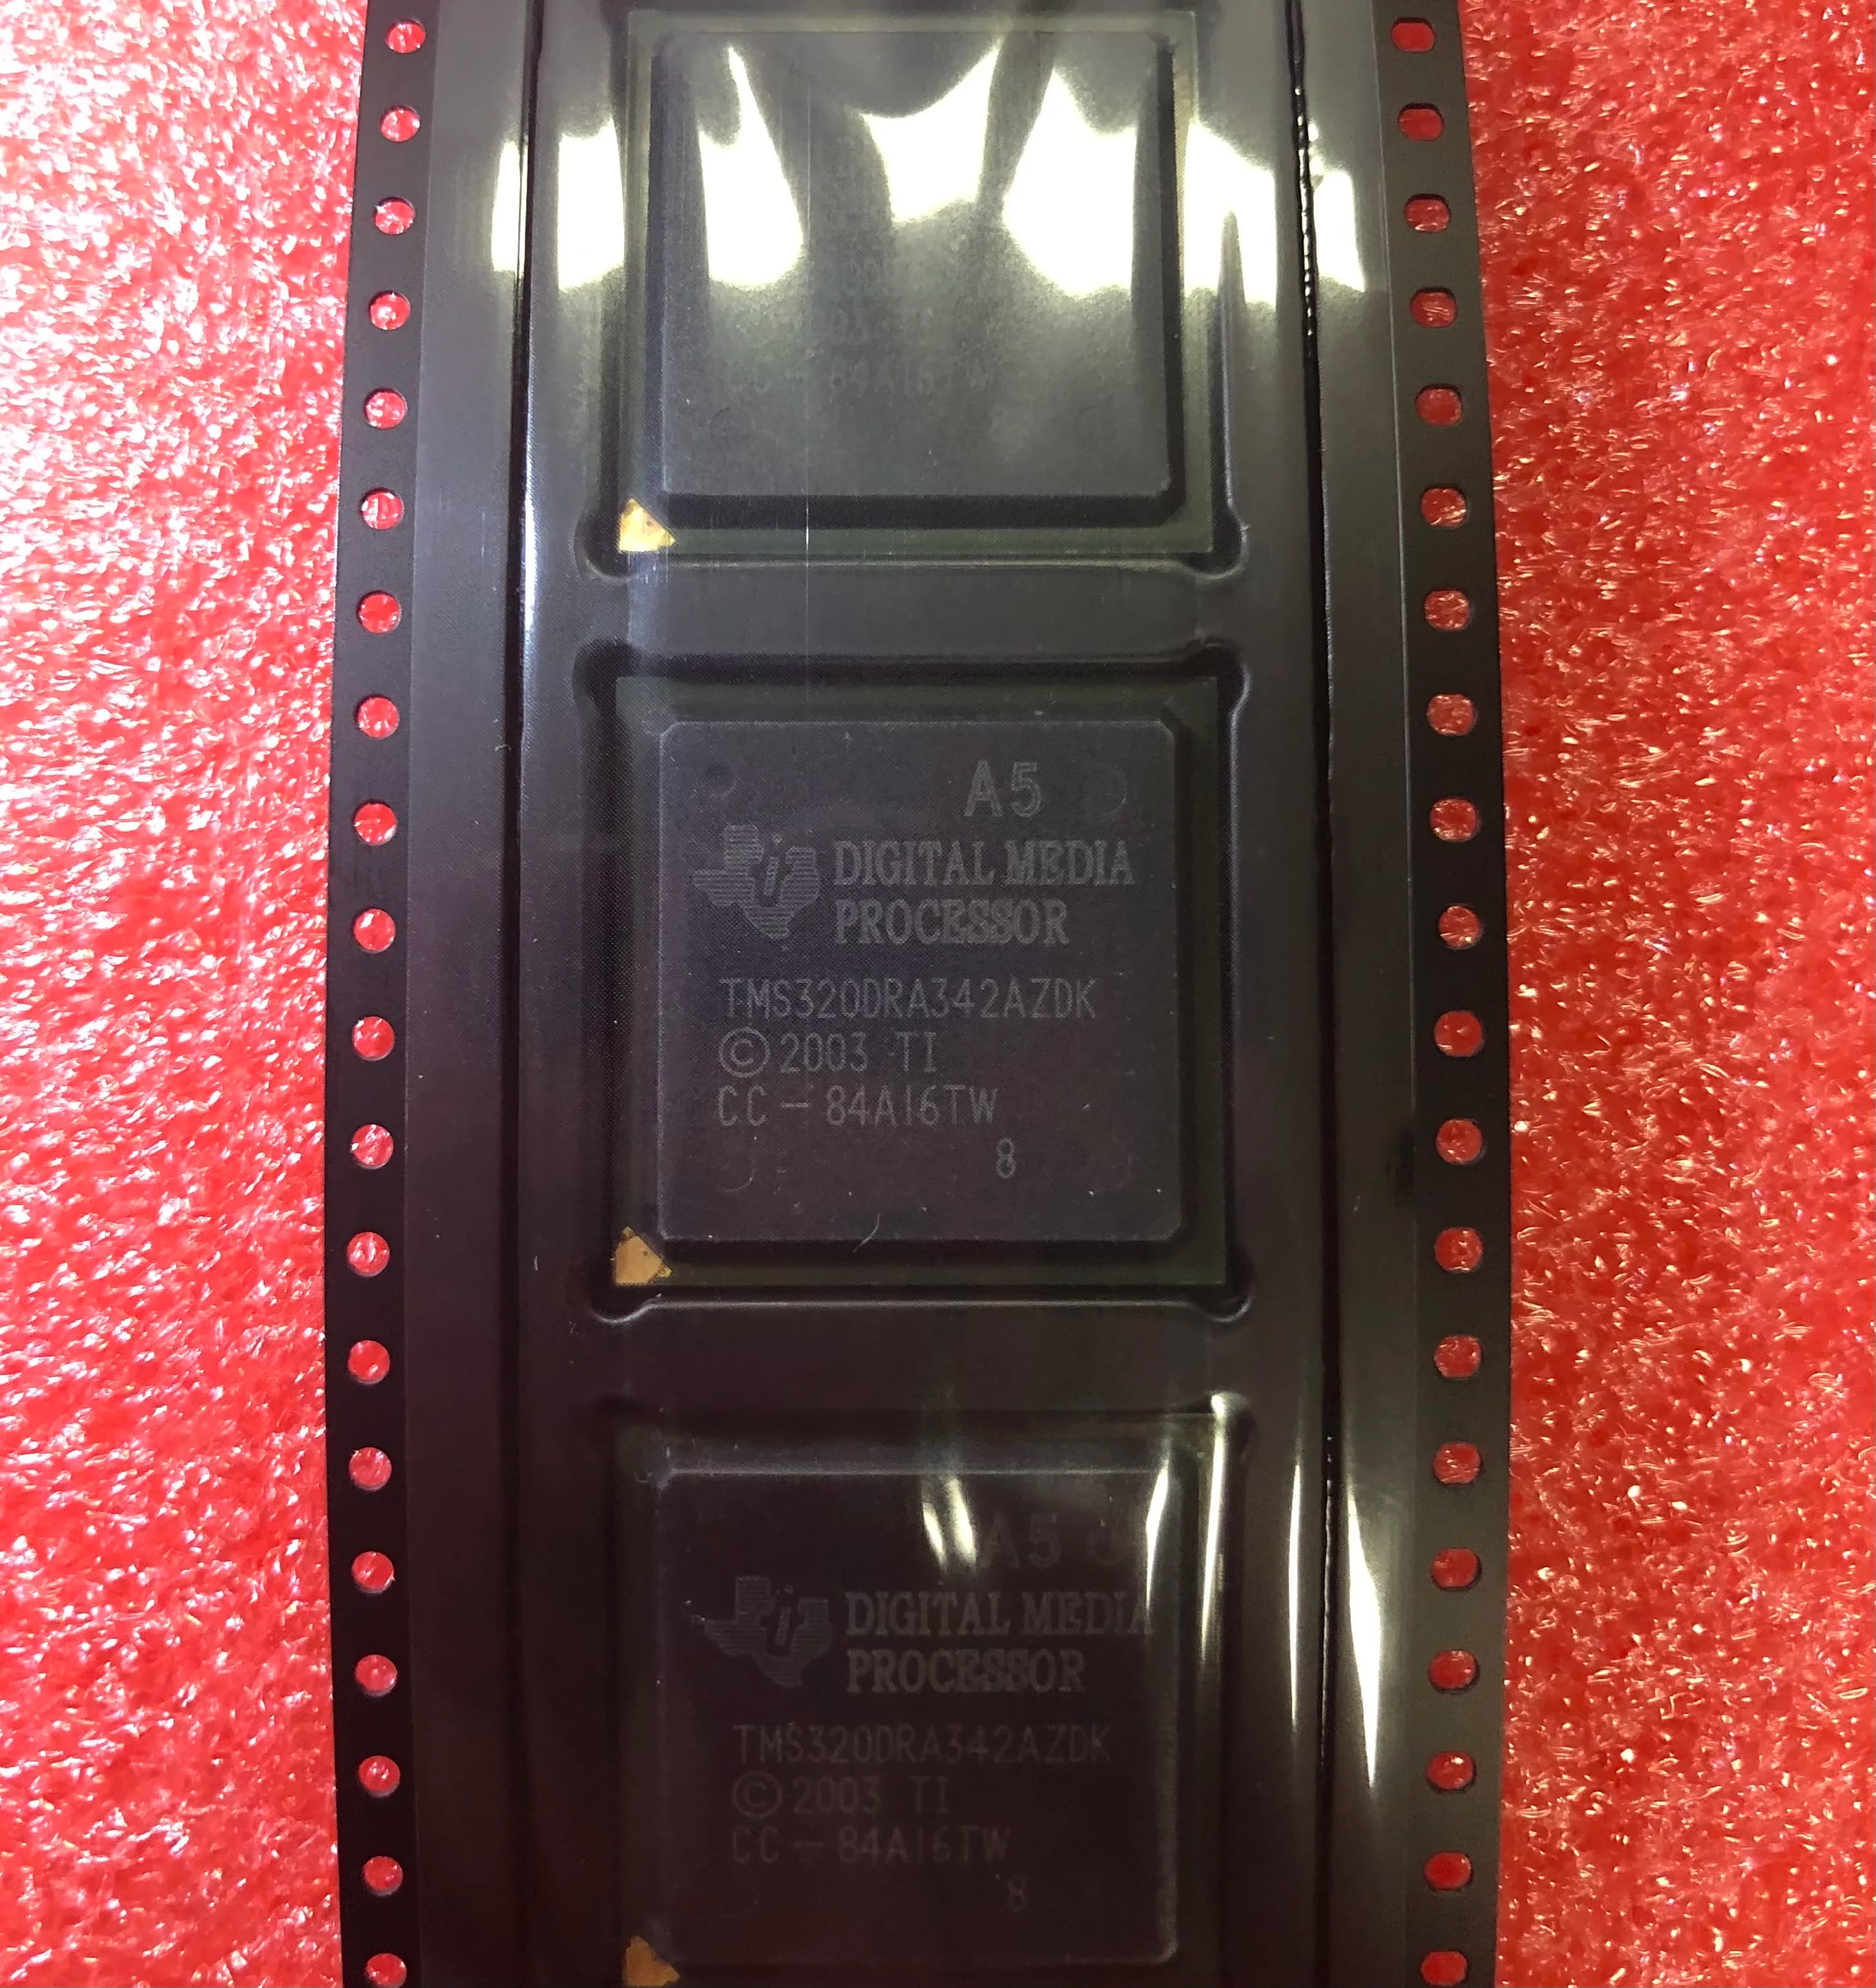 84A16TW
A5
DIGITAL MEDIA
PROCESSOR
TMS320DRA342AZDK
©2003 TI
CC-84A16TW
8
A5
DIGITAL MEDIA
PROCESSOR
TMS320DRA342AZDK
©2003 TI
CC-84A16TW
8